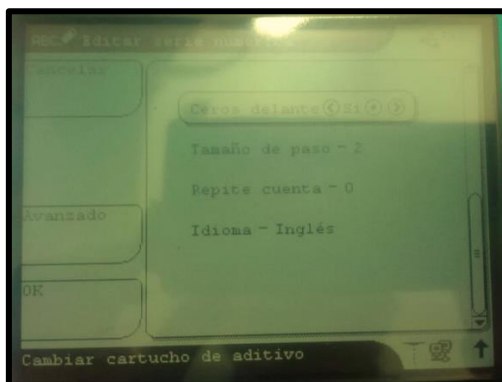 ABC Editar serie numérica
Cancelar
Ceros delante Sí
Tamaño de paso - 2
Repite cuenta - 0
Avanzado
Idioma - Inglés
OK
Cambiar cartucho de aditivo